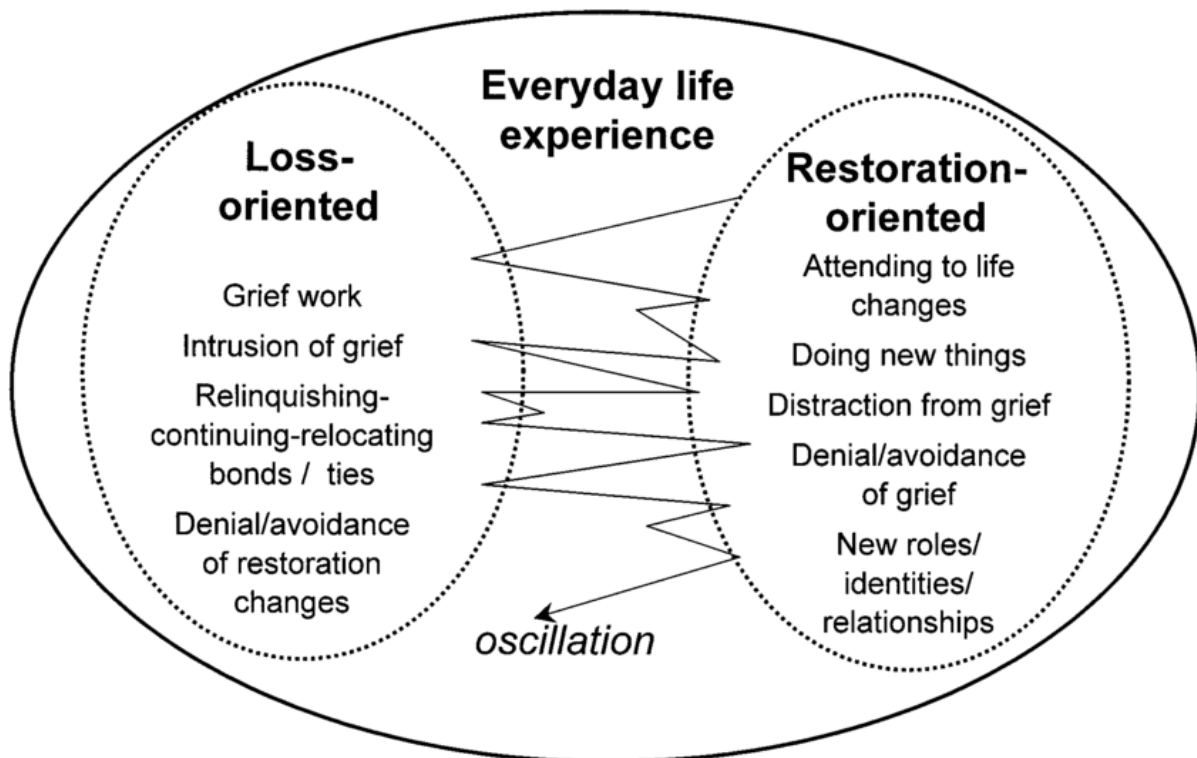 Everyday life
experience
Loss-
oriented
Grief work
Intrusion of grief
Relinquishing-
continuing-relocating
bonds / ties
Denial/avoidance
of restoration
changes
Restoration-
oriented
Attending to life
changes
Doing new things
Distraction from grief
Denial/avoidance
of grief
New roles/
identities/
relationships
oscillation